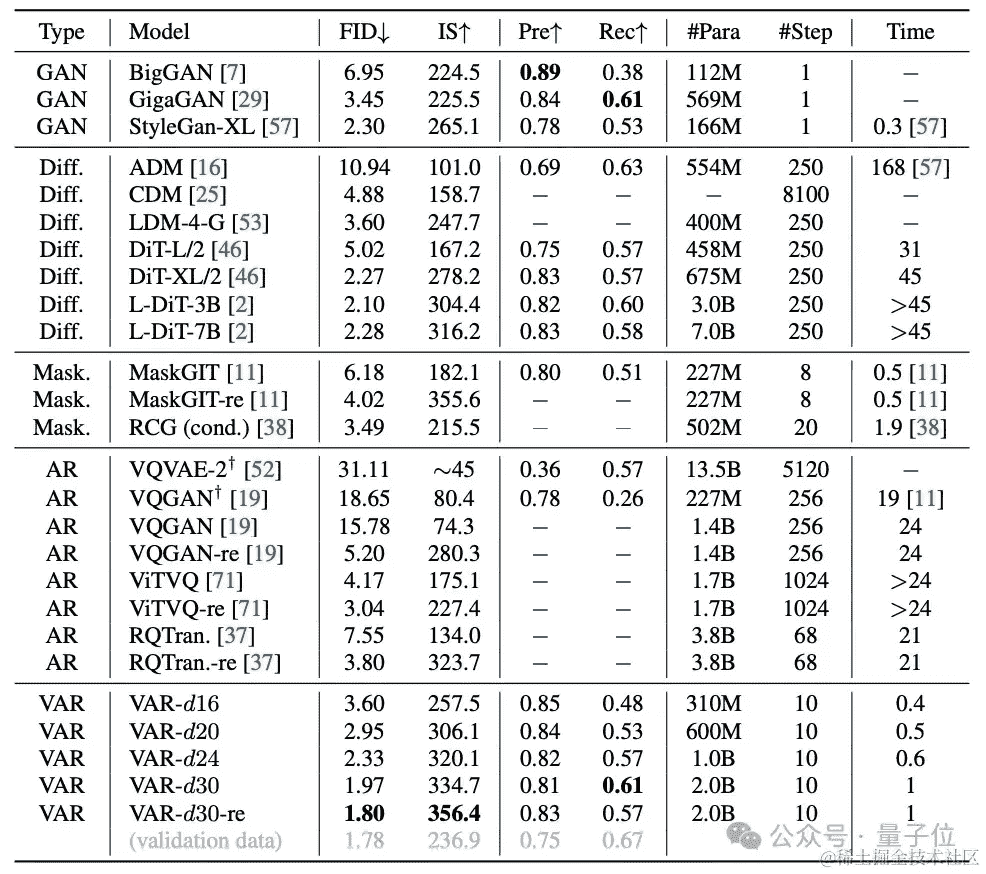 Type Model FID↓ IS↑ Pre↑ Rec↑ #Para #Step Time
GAN BigGAN [7] 6.95 224.5 0.89 0.38 112M 1 −
GAN GigaGAN [29] 3.45 225.5 0.84 0.61 569M 1 −
GAN StyleGan-XL [57] 2.30 265.1 0.78 0.53 166M 1 0.3 [57]
Diff. ADM [16] 10.94 101.0 0.69 0.63 554M 250 168 [57]
Diff. CDM [25] 4.88 158.7 − − − 8100 −
Diff. LDM-4-G [53] 3.60 247.7 − − 400M 250 −
Diff. DiT-L/2 [46] 5.02 167.2 0.75 0.57 458M 250 31
Diff. DiT-XL/2 [46] 2.27 278.2 0.83 0.57 675M 250 45
Diff. L-DiT-3B [2] 2.10 304.4 0.82 0.60 3.0B 250 >45
Diff. L-DiT-7B [2] 2.28 316.2 0.83 0.58 7.0B 250 >45
Mask. MaskGIT [11] 6.18 182.1 0.80 0.51 227M 8 0.5 [11]
Mask. MaskGIT-re [11] 4.02 355.6 − − 227M 8 0.5 [11]
Mask. RCG (cond.) [38] 3.49 215.5 − − 502M 20 1.9 [38]
AR VQVAE-2† [52] 31.11 ∼45 0.36 0.57 13.5B 5120 −
AR VQGAN† [19] 18.65 80.4 0.78 0.26 227M 256 19 [11]
AR VQGAN [19] 15.78 74.3 − − 1.4B 256 24
AR VQGAN-re [19] 5.20 280.3 − − 1.4B 256 24
AR ViTVQ [71] 4.17 175.1 − − 1.7B 1024 >24
AR ViTVQ-re [71] 3.04 227.4 − − 1.7B 1024 >24
AR RQTran. [37] 7.55 134.0 − − 3.8B 68 21
AR RQTran.-re [37] 3.80 323.7 − − 3.8B 68 21
VAR VAR-d16 3.60 257.5 0.85 0.48 310M 10 0.4
VAR VAR-d20 2.95 306.1 0.84 0.53 600M 10 0.5
VAR VAR-d24 2.33 320.1 0.82 0.57 1.0B 10 0.6
VAR VAR-d30 1.97 334.7 0.81 0.61 2.0B 10 1
VAR VAR-d30-re 1.80 356.4 0.83 0.57 2.0B 10 1
(validation data) 1.78 236.9 0.75 0.67
公众号 · 量子位
@稀土掘金技术社区